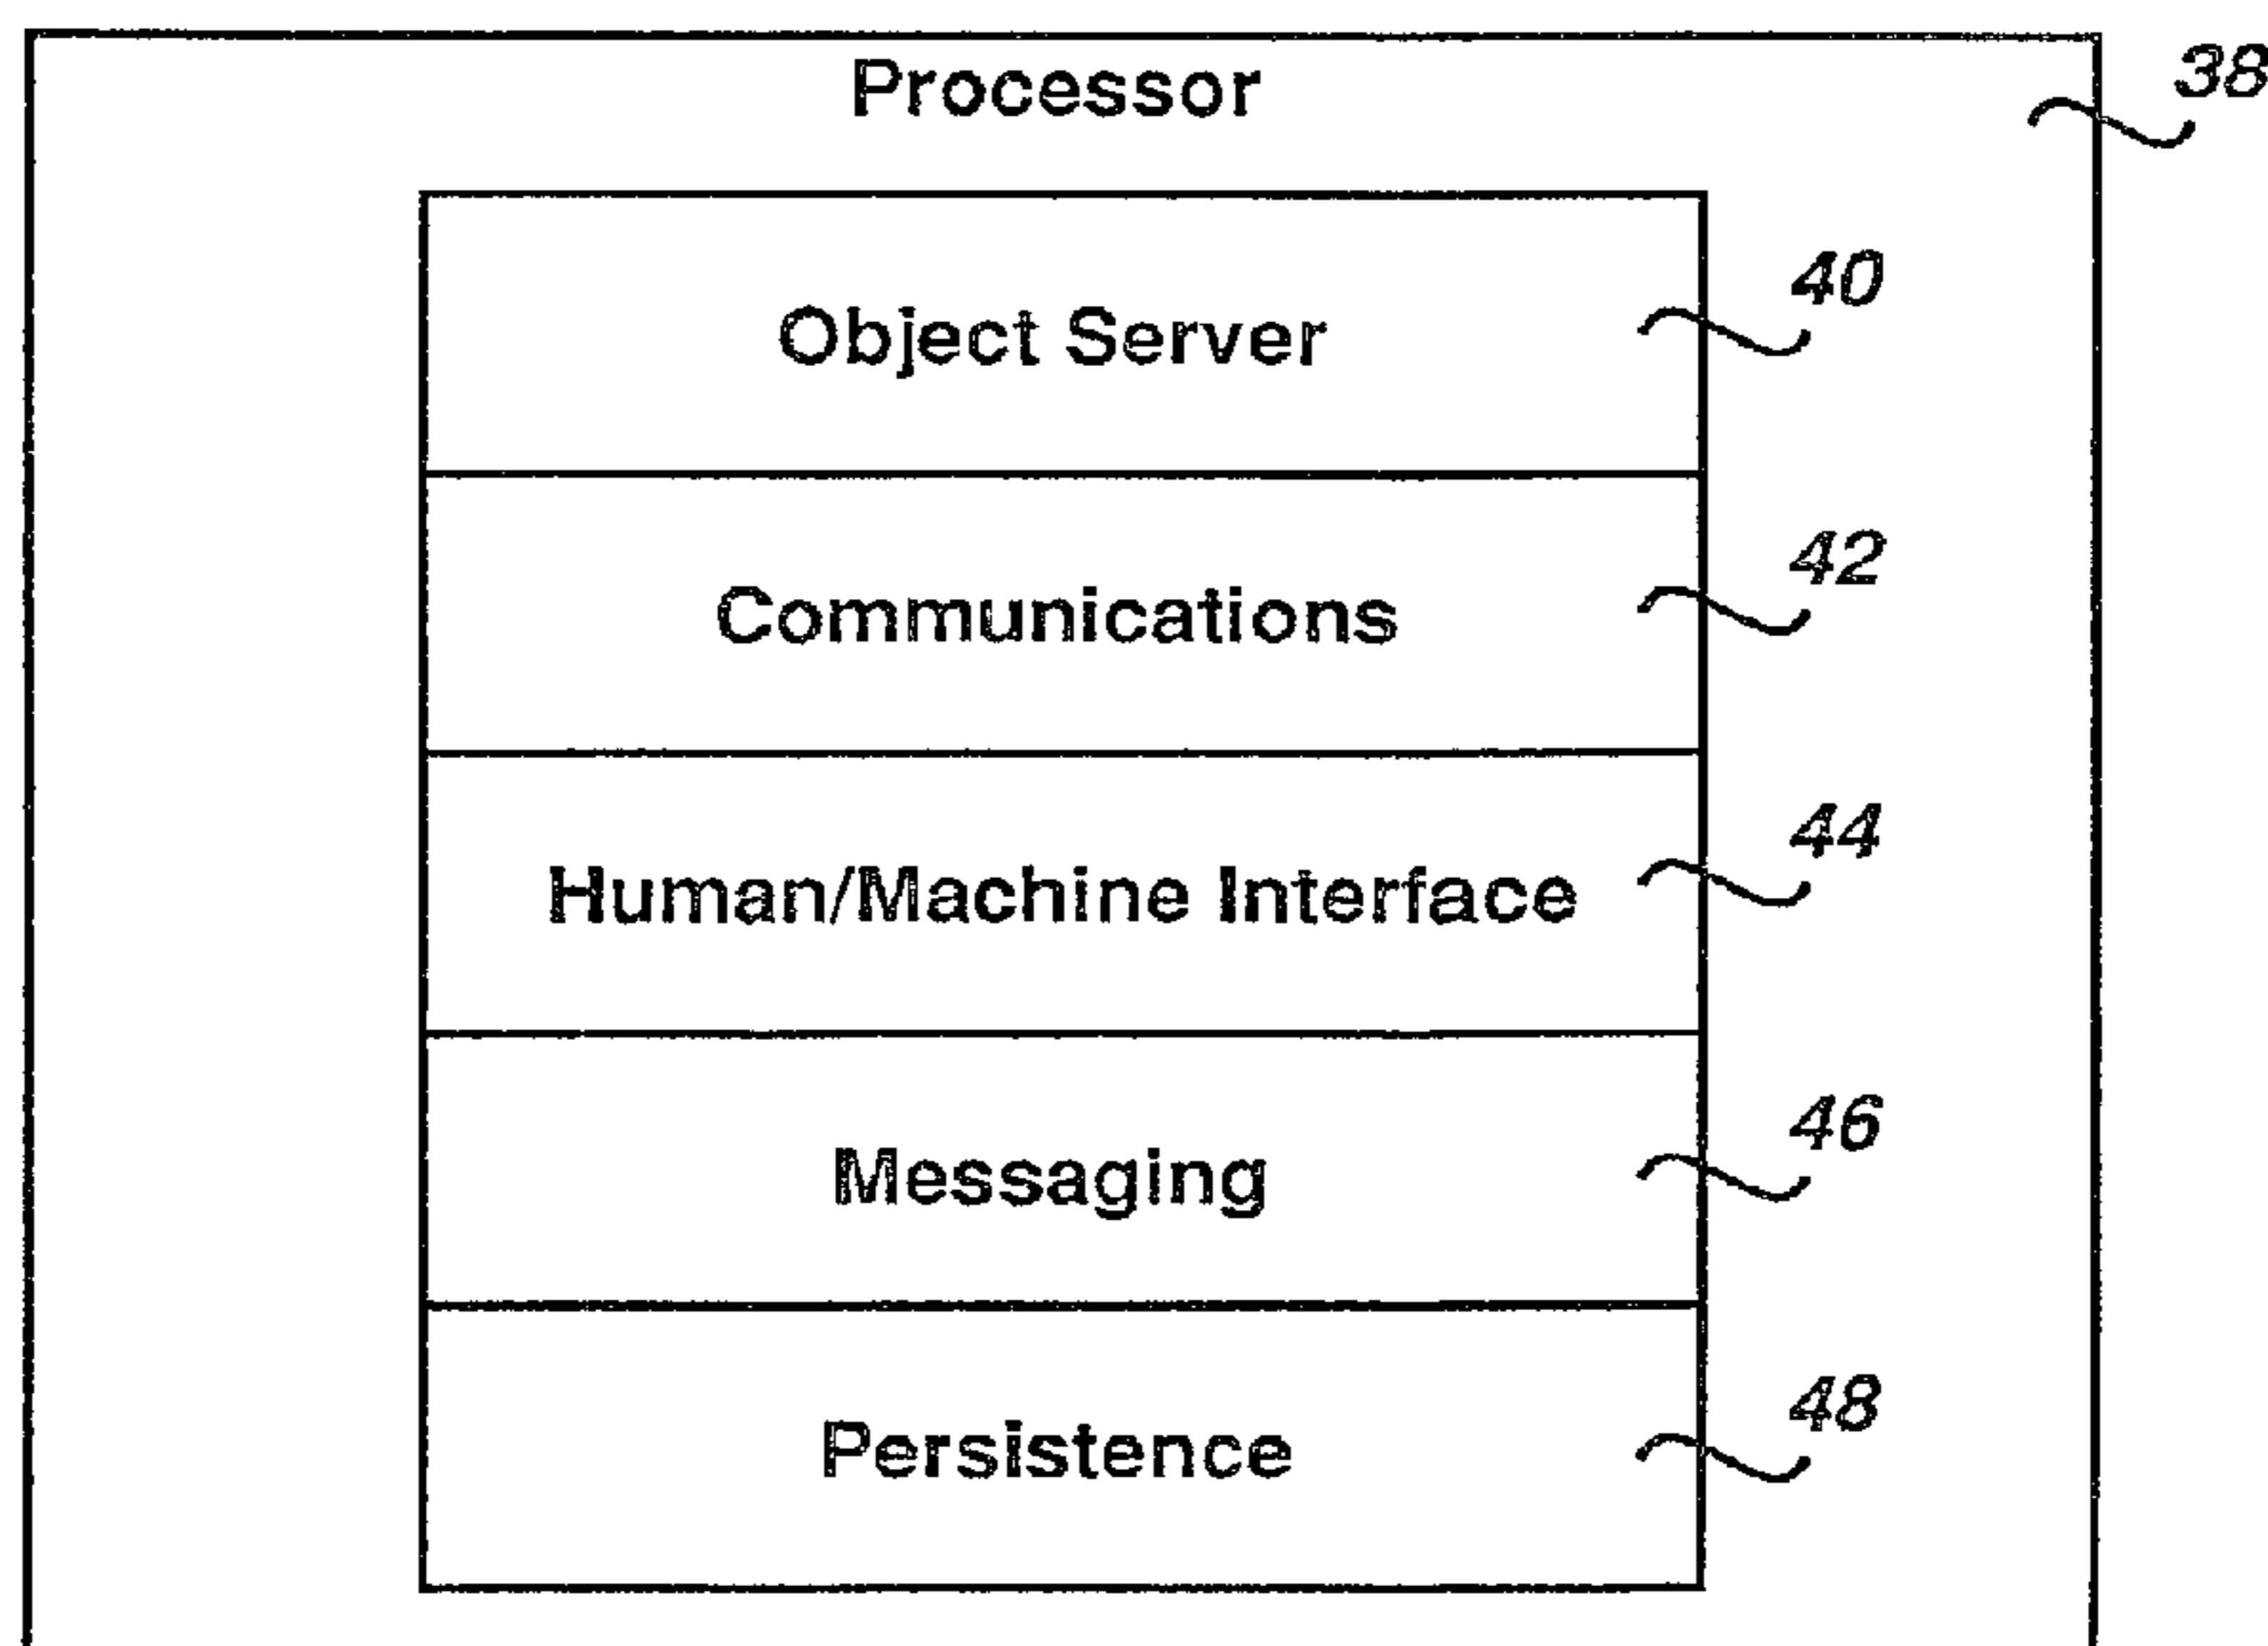 Processor
38
Object Server
40
Communications
42
Human/Machine Interface
44
Messaging
46
Persistence
48